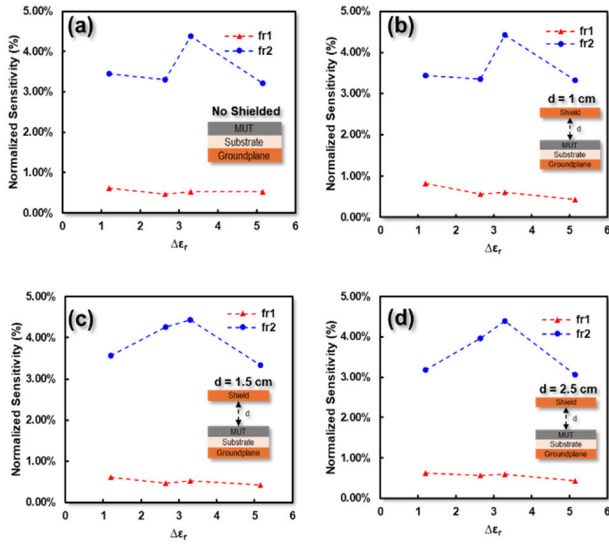 (a)
fr1
fr2
Normalized Sensitivity (%)
5.00%
4.00%
3.00%
2.00%
1.00%
0.00%
No Shielded
MUT
Substrate
Groundplane
0 1 2 3 4 5 6
Δεr
(b)
fr1
fr2
Normalized Sensitivity (%)
5.00%
4.00%
3.00%
2.00%
1.00%
0.00%
d = 1 cm
Shield
d
MUT
Substrate
Groundplane
0 1 2 3 4 5 6
Δεr
(c)
fr1
fr2
Normalized Sensitivity (%)
5.00%
4.00%
3.00%
2.00%
1.00%
0.00%
d = 1.5 cm
Shield
d
MUT
Substrate
Groundplane
0 1 2 3 4 5 6
Δεr
(d)
fr1
fr2
Normalized Sensitivity (%)
5.00%
4.00%
3.00%
2.00%
1.00%
0.00%
d = 2.5 cm
Shield
d
MUT
Substrate
Groundplane
0 1 2 3 4 5 6
Δεr